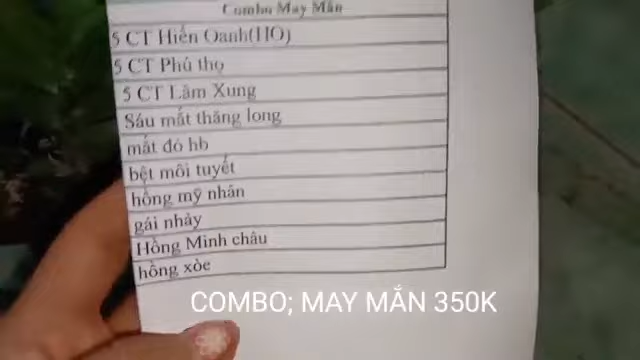 Combo May Mắn
5 CT Hiển Oanh(HO)
5 CT Phú thọ
5 CT Lâm Xung
Sáu mắt thăng long
mắt đỏ hb
bệt môi tuyết
hồng mỹ nhân
gái nhảy
Hồng Minh châu
hồng xòe
COMBO; MAY MẮN 350K